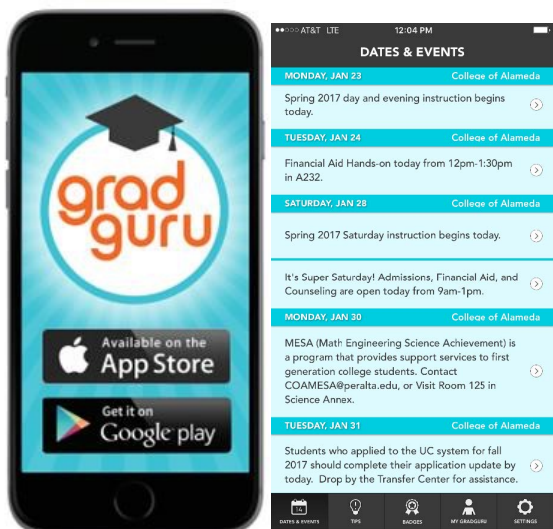 grad
guru
Available on the
App Store
Get it on
Google play
AT&T LTE 12:04 PM
DATES & EVENTS
MONDAY, JAN 23 College of Alameda
Spring 2017 day and evening instruction begins
today.
TUESDAY, JAN 24 College of Alameda
Financial Aid Hands-on today from 12pm-1:30pm
in A232.
SATURDAY, JAN 28 College of Alameda
Spring 2017 Saturday instruction begins today.
It's Super Saturday! Admissions, Financial Aid, and
Counseling are open today from 9am-1pm.
MONDAY, JAN 30 College of Alameda
MESA (Math Engineering Science Achievement) is
a program that provides support services to first
generation college students. Contact
COAMESA@peralta.edu, or Visit Room 125 in
Science Annex.
TUESDAY, JAN 31 College of Alameda
Students who applied to the UC system for fall
2017 should complete their application update by
today. Drop by the Transfer Center for assistance.
14
DATES & EVENTS TIPS BADGES MY GRADGURU SETTINGS